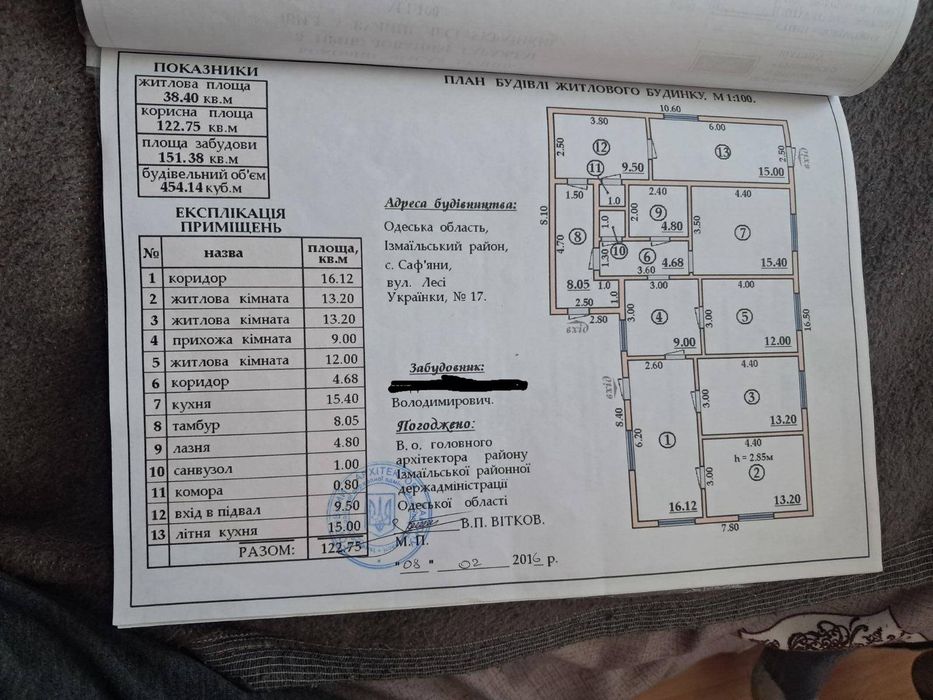 ПОКАЗНИКИ
житлова площа
38.40 кв.м
корисна площа
122.75 кв.м
площа забудови
151.38 кв.м
будівельний об'єм
454.14 куб.м
ЕКСПЛІКАЦІЯ
ПРИМІЩЕНЬ
№ назва площа, кв.м
1 коридор 16.12
2 житлова кімната 13.20
3 житлова кімната 13.20
4 прихожа кімната 9.00
5 житлова кімната 12.00
6 коридор 4.68
7 кухня 15.40
8 тамбур 8.05
9 лазня 4.80
10 санвузол 1.00
11 комора 0.80
12 вхід в підвал 9.50
13 літня кухня 15.00
РАЗОМ: 122.75
Адреса будівництва:
Одеська область,
Ізмаїльський район,
с. Саф'яни,
вул. Лесі
Українки, № 17.
Забудовник:
Володимирович.
Погоджено:
В. о. головного
архітектора району
Ізмаїльської районної
держадміністрації
Одеської області
В.П. ВІТКОВ.
М. П.
"08" 02 2016 р.
ПЛАН БУДІВЛІ ЖИТЛОВОГО БУДИНКУ. М 1:100.
10.60
3.80 6.00
2.50 12 13 2.50 вхід
11 9.50 15.00
1.50 1.0 2.40 4.40
8.10 2.00 9 3.50
8 1.0 4.80 7
4.70 10
1.30 6 4.68 15.40
8.05 3.60
1.0 3.00 4.00
2.50 1.0
вхід 2.80 3.00 4 3.00 5 16.50
9.00 12.00
2.60 4.40
вхід 3.00 3
8.40 13.20
6.20 1 4.40
h = 2.85м
3.00 2
16.12 13.20
7.80